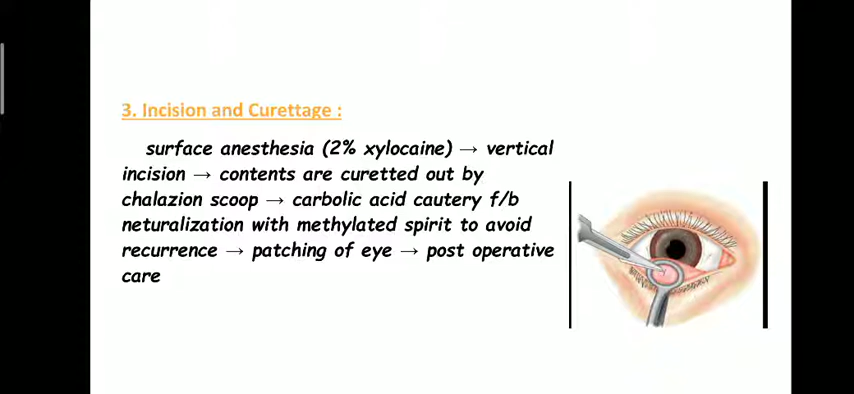 3. Incision and Curettage :
surface anesthesia (2% xylocaine) → vertical
incision → contents are curetted out by
chalazion scoop → carbolic acid cautery f/b
neturalization with methylated spirit to avoid
recurrence → patching of eye → post operative
care